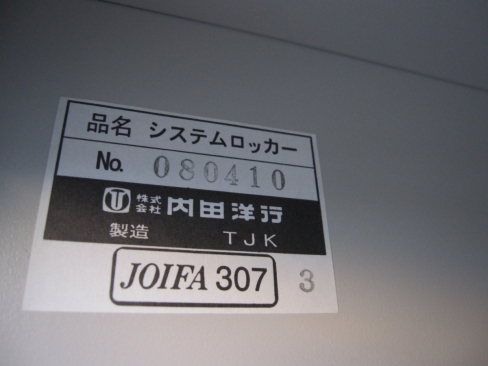 品名 システムロッカー
No. 080410
株式会社 内田洋行
製造 TJK
JOIFA 307 3